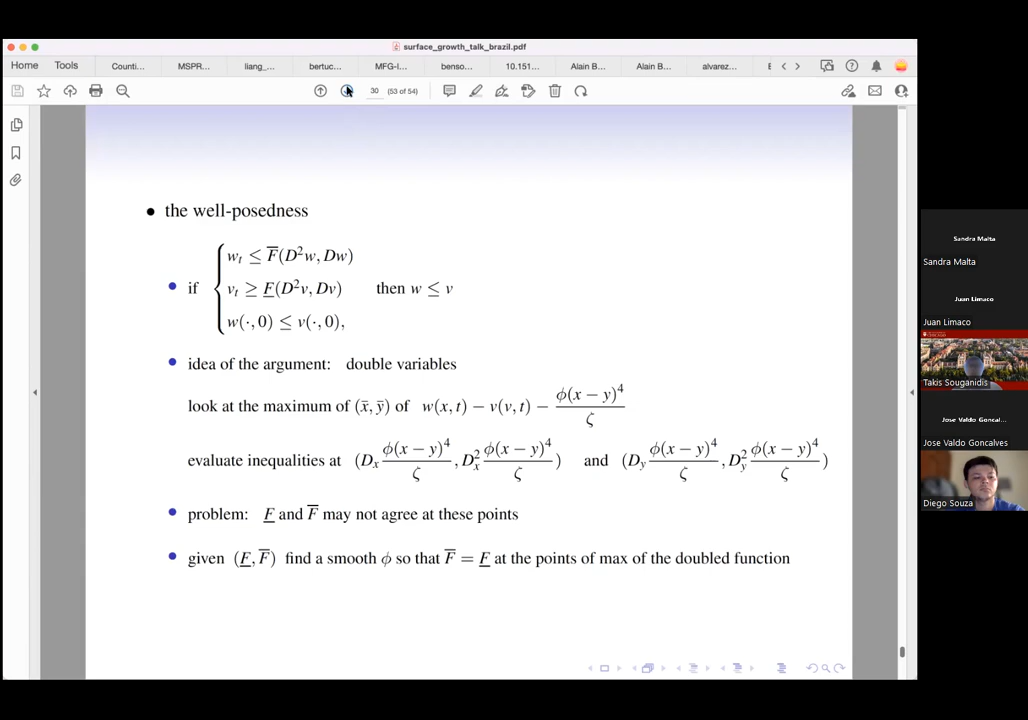 surface_growth_talk_brazil.pdf
Home Tools Counti... MSPR... liang_... bertuc... MFG-l... benso... 10.151... Alain B... Alain B... alvarez...
30 (53 of 54)
• the well-posedness
• if { w_t ≤ F̅(D²w, Dw)
v_t ≥ F̲(D²v, Dv) then w ≤ v
w(·, 0) ≤ v(·, 0),
• idea of the argument: double variables
look at the maximum of (x̄, ȳ) of w(x, t) − v(v, t) − ϕ(x − y)⁴/ζ
evaluate inequalities at (D_x ϕ(x − y)⁴/ζ, D²_x ϕ(x − y)⁴/ζ) and (D_y ϕ(x − y)⁴/ζ, D²_y ϕ(x − y)⁴/ζ)
• problem: F̲ and F̅ may not agree at these points
• given (F̲, F̅) find a smooth ϕ so that F̅ = F̲ at the points of max of the doubled function
Sandra Malta
Sandra Malta
Juan Limaco
Juan Limaco
Takis Souganidis
Jose Valdo Goncal...
Jose Valdo Goncalves
Diego Souza